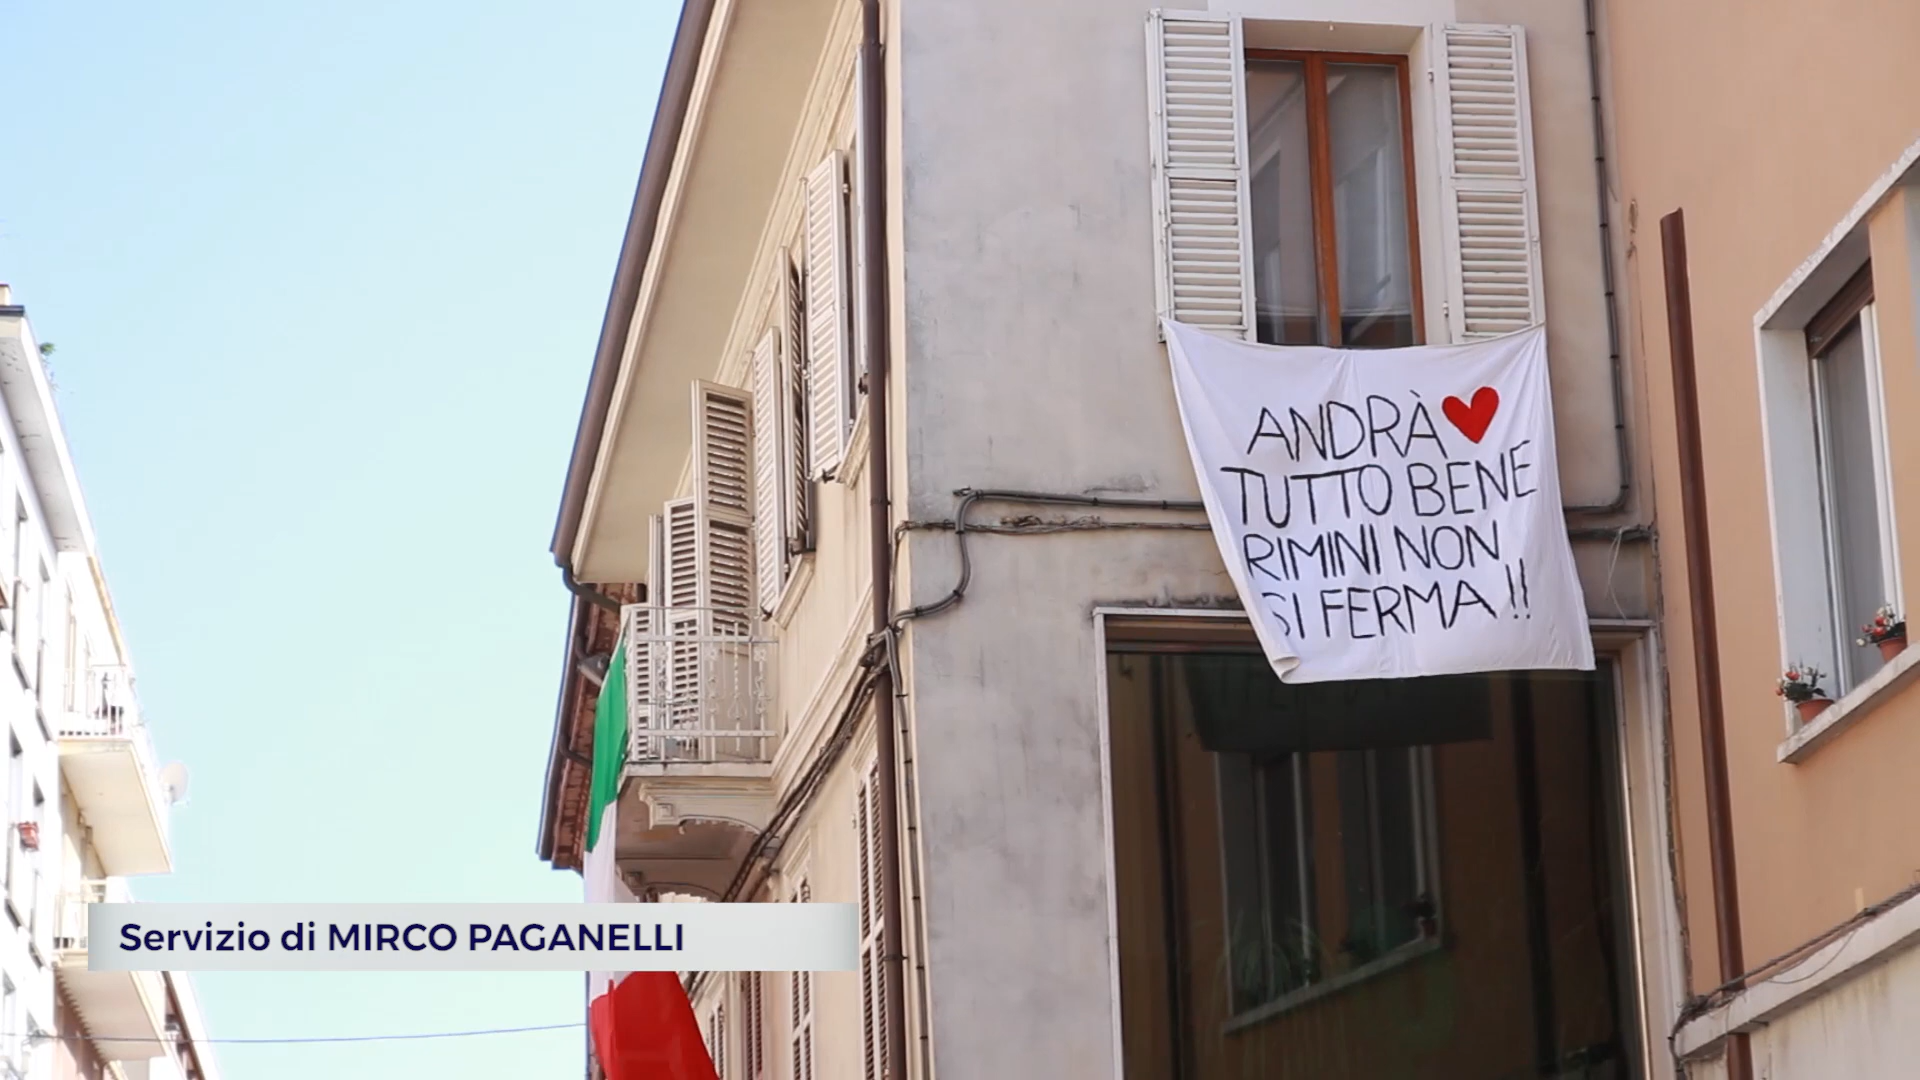 ANDRÀ
TUTTO BENE
RIMINI NON
SI FERMA!!
Servizio di MIRCO PAGANELLI